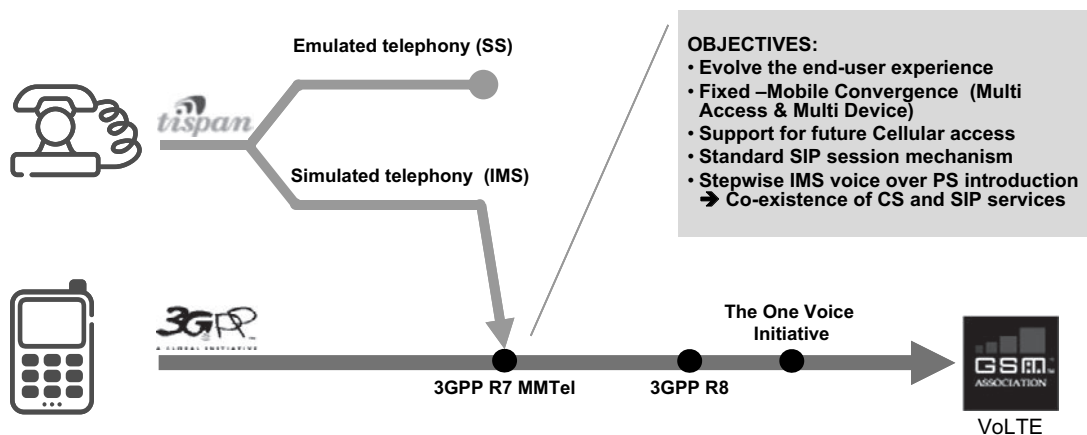 Emulated telephony (SS)
tispan
Simulated telephony (IMS)
OBJECTIVES:
• Evolve the end-user experience
• Fixed –Mobile Convergence (Multi
Access & Multi Device)
• Support for future Cellular access
• Standard SIP session mechanism
• Stepwise IMS voice over PS introduction
➔ Co-existence of CS and SIP services
3GPP™
A GLOBAL INITIATIVE
3GPP R7 MMTel
3GPP R8
The One Voice
Initiative
GSM™
ASSOCIATION
VoLTE